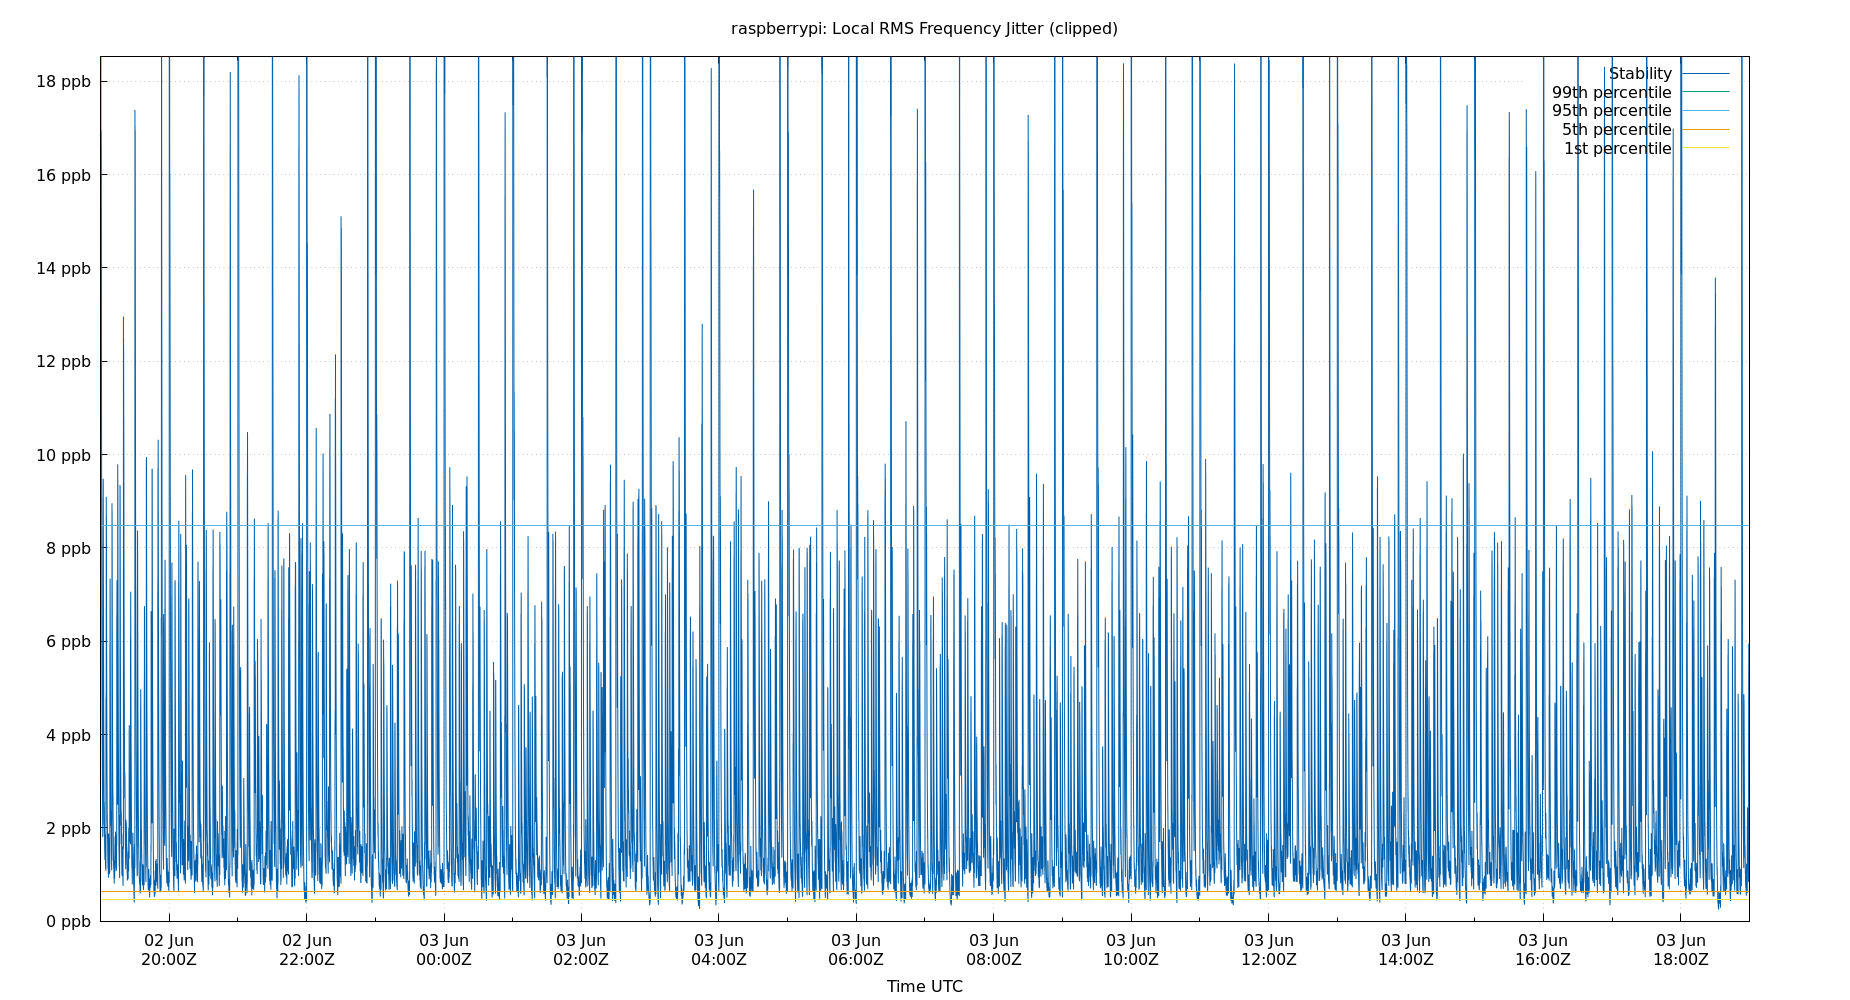 raspberrypi: Local RMS Frequency Jitter (clipped)
18 ppb
16 ppb
14 ppb
12 ppb
10 ppb
8 ppb
6 ppb
4 ppb
2 ppb
0 ppb
Stability
99th percentile
95th percentile
5th percentile
1st percentile
02 Jun
20:00Z
02 Jun
22:00Z
03 Jun
00:00Z
03 Jun
02:00Z
03 Jun
04:00Z
03 Jun
06:00Z
03 Jun
08:00Z
03 Jun
10:00Z
03 Jun
12:00Z
03 Jun
14:00Z
03 Jun
16:00Z
03 Jun
18:00Z
Time UTC